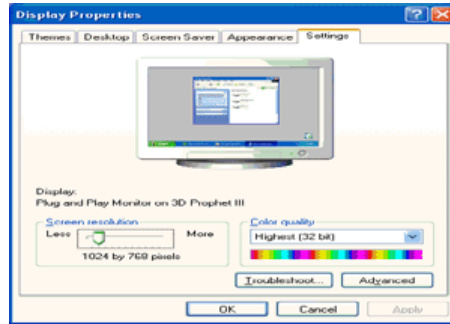 Display Properties
Themes Desktop Screen Saver Appearance Settings
Display:
Plug and Play Monitor on 3D Prophet III
Screen resolution
Less More
1024 by 768 pixels
Color quality
Highest (32 bit)
Troubleshoot... Advanced
OK Cancel Apply